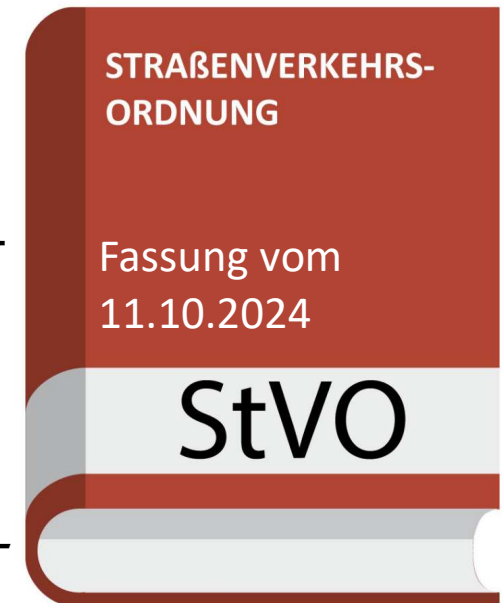 STRAßENVERKEHRS-
ORDNUNG
Fassung vom
11.10.2024
StVO